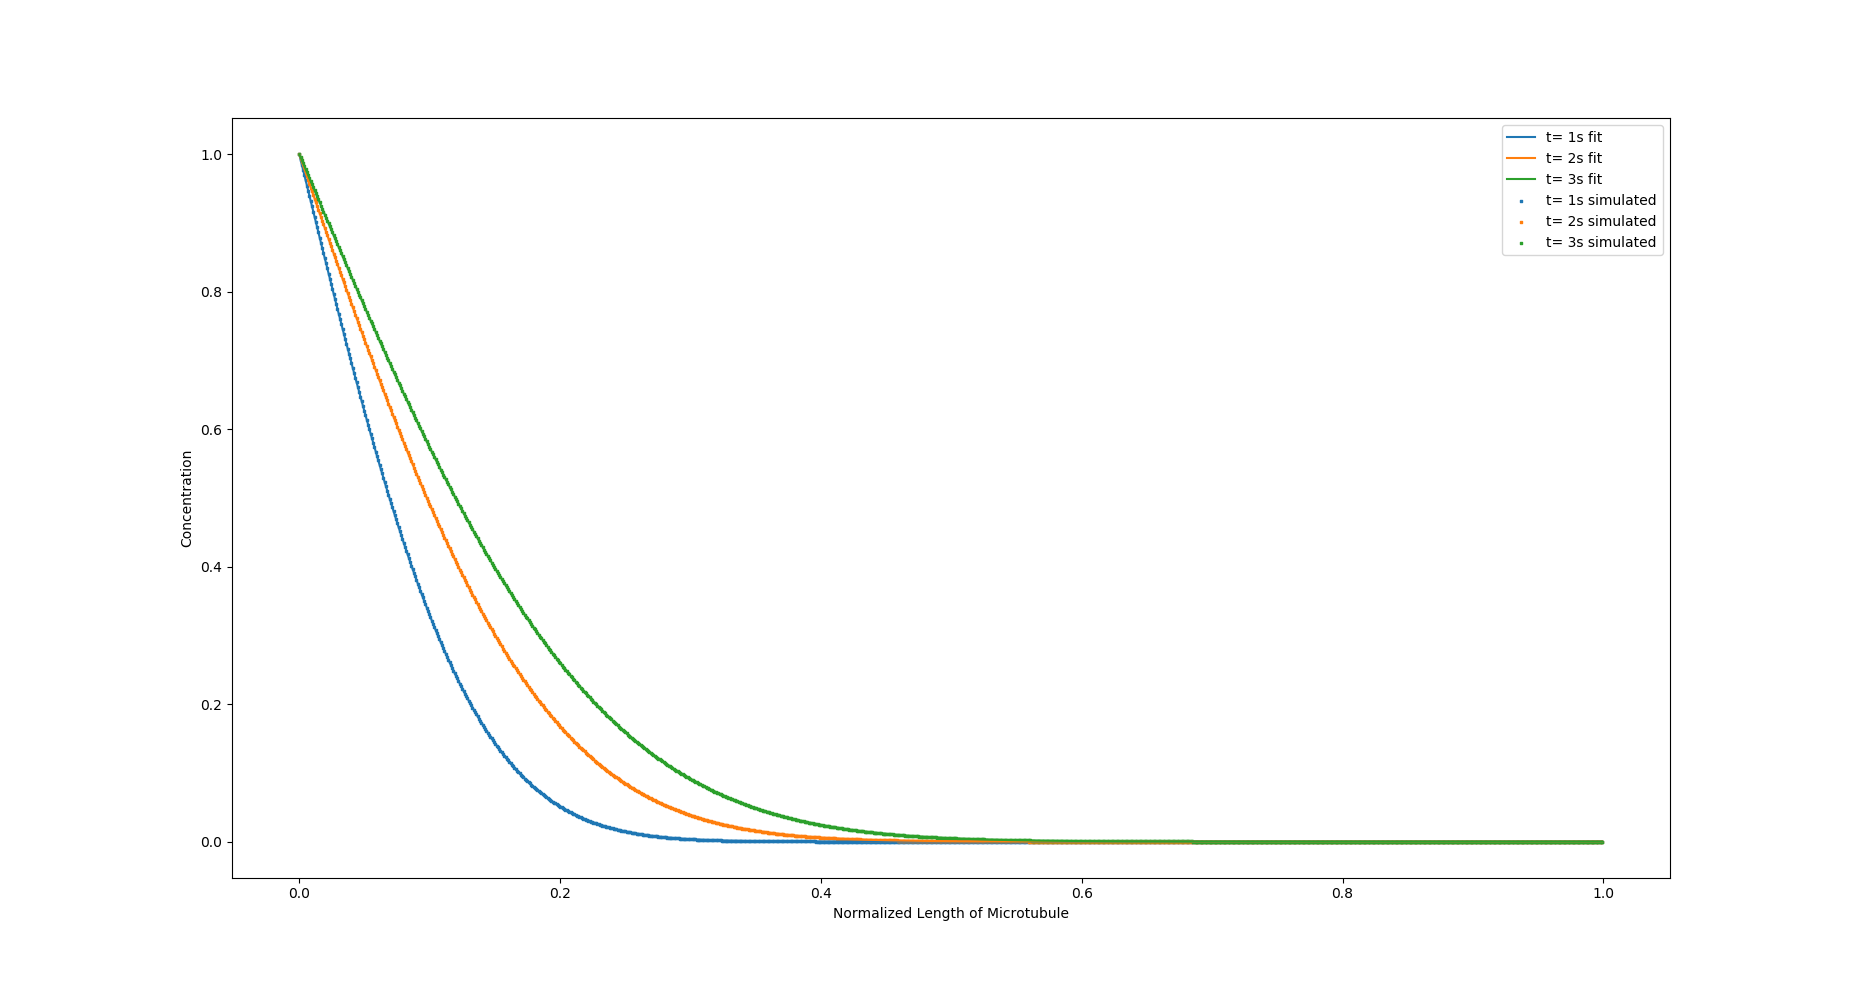 t= 1s fit
t= 2s fit
t= 3s fit
t= 1s simulated
t= 2s simulated
t= 3s simulated
1.0
0.8
0.6
0.4
0.2
0.0
Concentration
0.0 0.2 0.4 0.6 0.8 1.0
Normalized Length of Microtubule